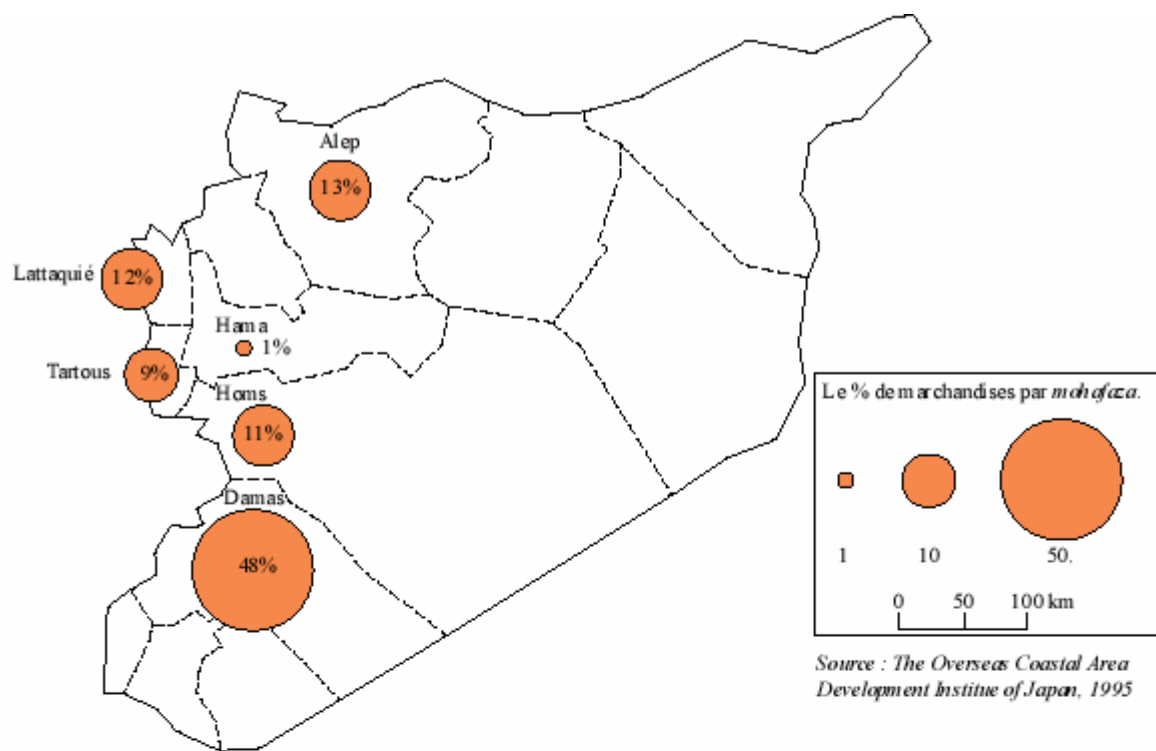 Alep
13%
Lattaquié
12%
Hama
1%
Tartous
9%
Homs
11%
Damas
48%
Le % de marchandises par mohafaza.
1 10 50.
0 50 100 km
Source : The Overseas Coastal Area
Development Institue of Japan, 1995